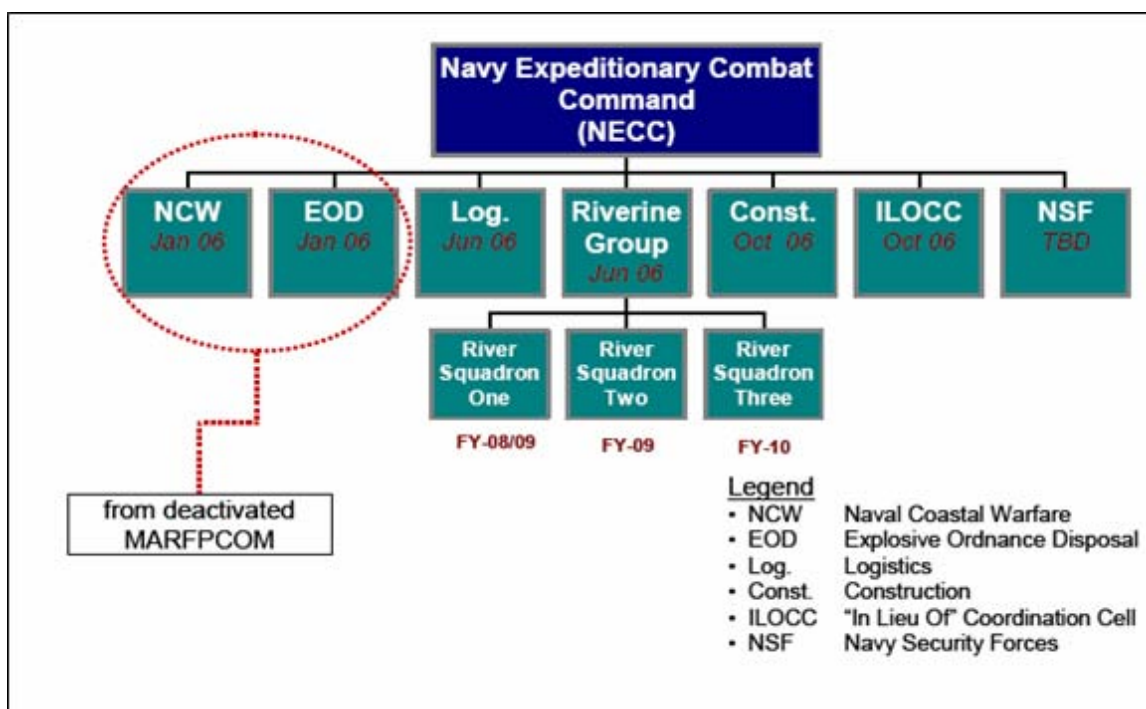 Navy Expeditionary Combat
Command
(NECC)
NCW
Jan 06
EOD
Jan 06
Log.
Jun 06
Riverine
Group
Jun 06
Const.
Oct 06
ILOCC
Oct 06
NSF
TBD
River
Squadron
One
River
Squadron
Two
River
Squadron
Three
FY-08/09
FY-09
FY-10
from deactivated
MARFPCOM
Legend
• NCW Naval Coastal Warfare
• EOD Explosive Ordnance Disposal
• Log. Logistics
• Const. Construction
• ILOCC "In Lieu Of" Coordination Cell
• NSF Navy Security Forces